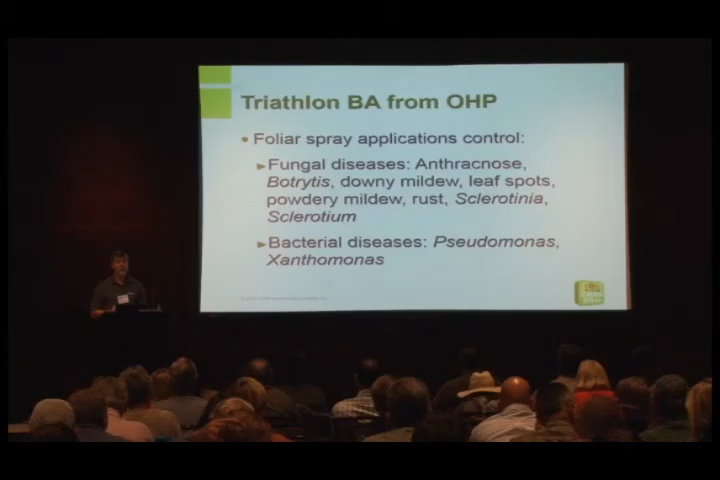 Triathlon BA from OHP
• Foliar spray applications control:
►Fungal diseases: Anthracnose,
Botrytis, downy mildew, leaf spots,
powdery mildew, rust, Sclerotinia,
Sclerotium
►Bacterial diseases: Pseudomonas,
Xanthomonas